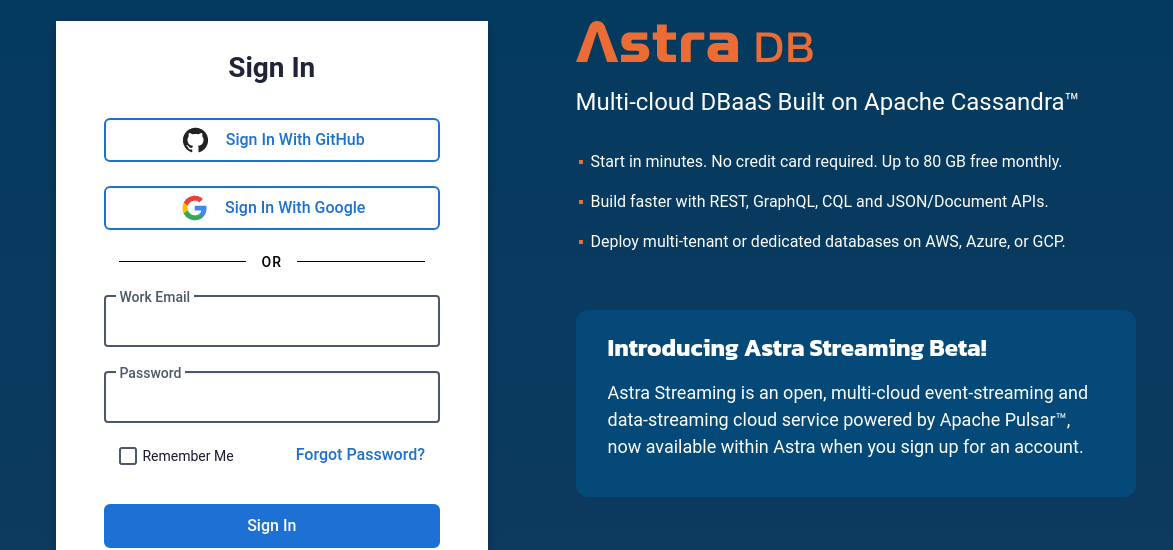 Sign In
Sign In With GitHub
Sign In With Google
OR
Work Email
Password
Remember Me
Forgot Password?
Sign In
Astra DB
Multi-cloud DBaaS Built on Apache Cassandra™
Start in minutes. No credit card required. Up to 80 GB free monthly.
Build faster with REST, GraphQL, CQL and JSON/Document APIs.
Deploy multi-tenant or dedicated databases on AWS, Azure, or GCP.
Introducing Astra Streaming Beta!
Astra Streaming is an open, multi-cloud event-streaming and
data-streaming cloud service powered by Apache Pulsar™,
now available within Astra when you sign up for an account.